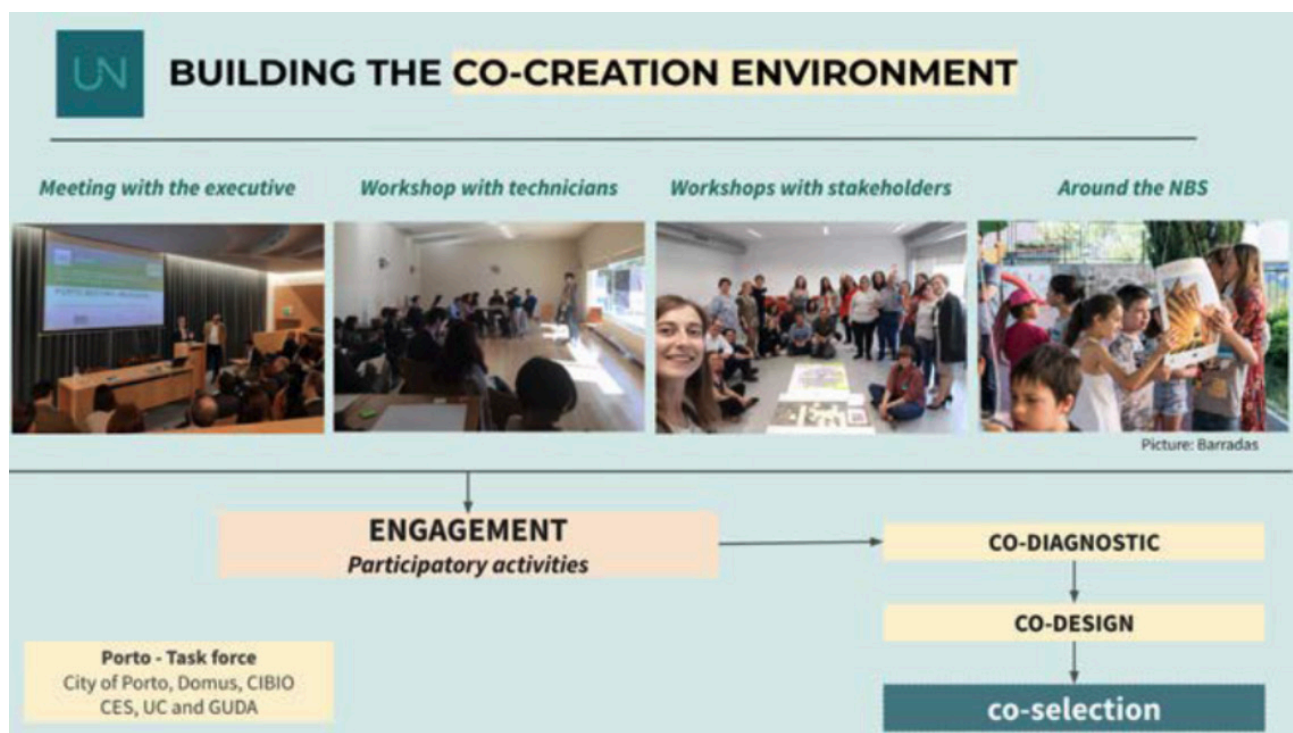 UN
BUILDING THE CO-CREATION ENVIRONMENT
Meeting with the executive
Workshop with technicians
Workshops with stakeholders
Around the NBS
Picture: Barradas
ENGAGEMENT
Participatory activities
CO-DIAGNOSTIC
CO-DESIGN
co-selection
Porto - Task force
City of Porto, Domus, CIBIO
CES, UC and GUDA